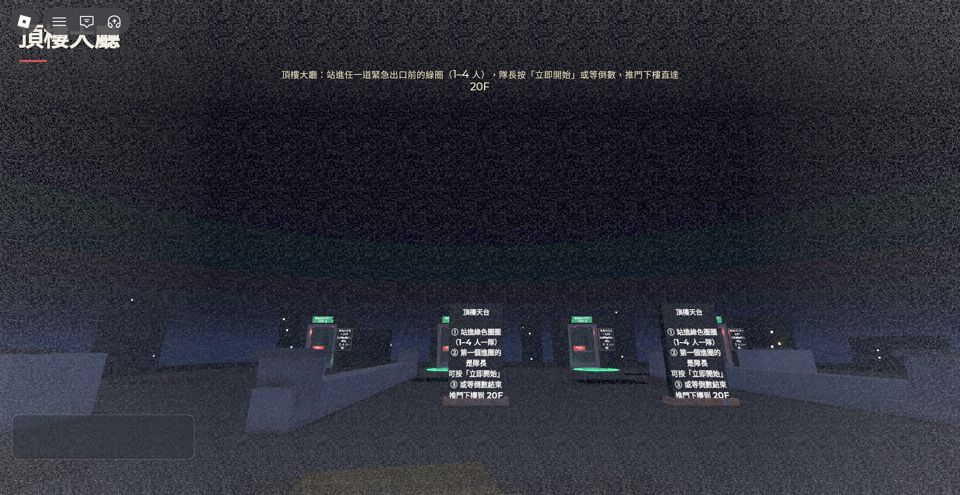 頂樓大廳
頂樓大廳：站進任一道緊急出口前的綠圈（1–4 人），隊長按「立即開始」或等倒數，推門下樓直達
20F
頂樓天台
① 站進綠色圈圈
（1–4 人一隊）
② 第一個進圈的
是隊長
可按「立即開始」
③ 或等倒數結束
推門下樓到 20F
頂樓天台
① 站進綠色圈圈
（1–4 人一隊）
② 第一個進圈的
是隊長
可按「立即開始」
③ 或等倒數結束
推門下樓到 20F